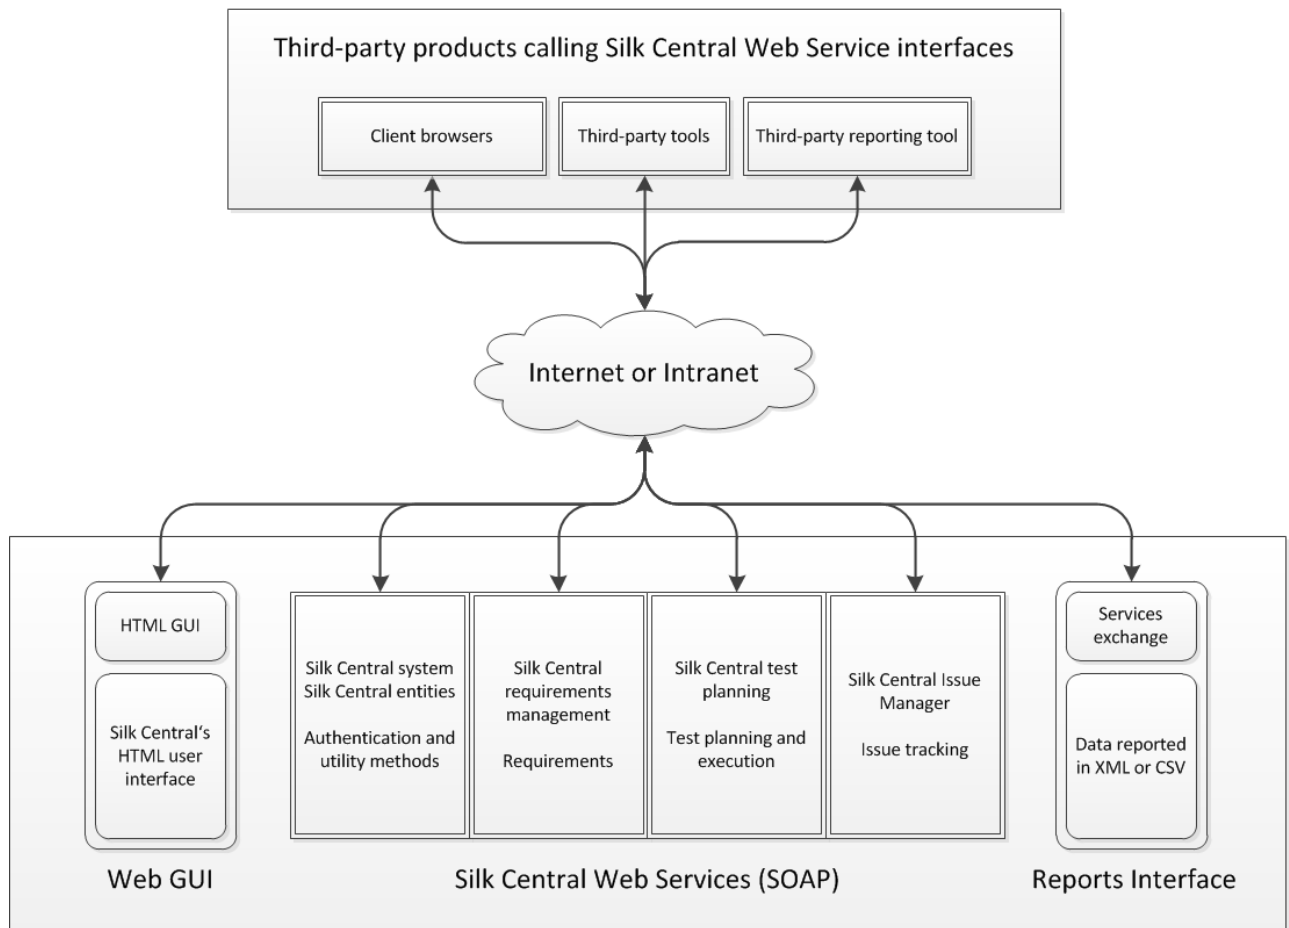 Third-party products calling Silk Central Web Service interfaces
Client browsers
Third-party tools
Third-party reporting tool
Internet or Intranet
HTML GUI
Silk Central‘s
HTML user
interface
Web GUI
Silk Central system
Silk Central entities
Authentication and
utility methods
Silk Central
requirements
management
Requirements
Silk Central test
planning
Test planning and
execution
Silk Central Issue
Manager
Issue tracking
Silk Central Web Services (SOAP)
Services
exchange
Data reported
in XML or CSV
Reports Interface